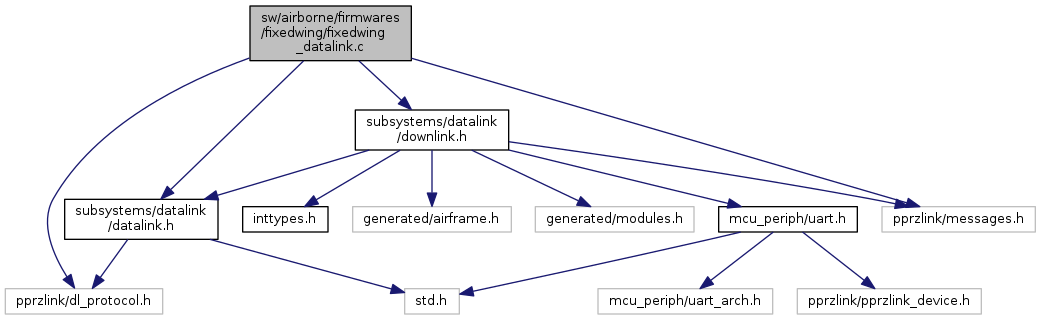 sw/airborne/firmwares
/fixedwing/fixedwing
_datalink.c
subsystems/datalink
/downlink.h
subsystems/datalink
/datalink.h
inttypes.h
generated/airframe.h
generated/modules.h
mcu_periph/uart.h
pprzlink/messages.h
pprzlink/dl_protocol.h
std.h
mcu_periph/uart_arch.h
pprzlink/pprzlink_device.h